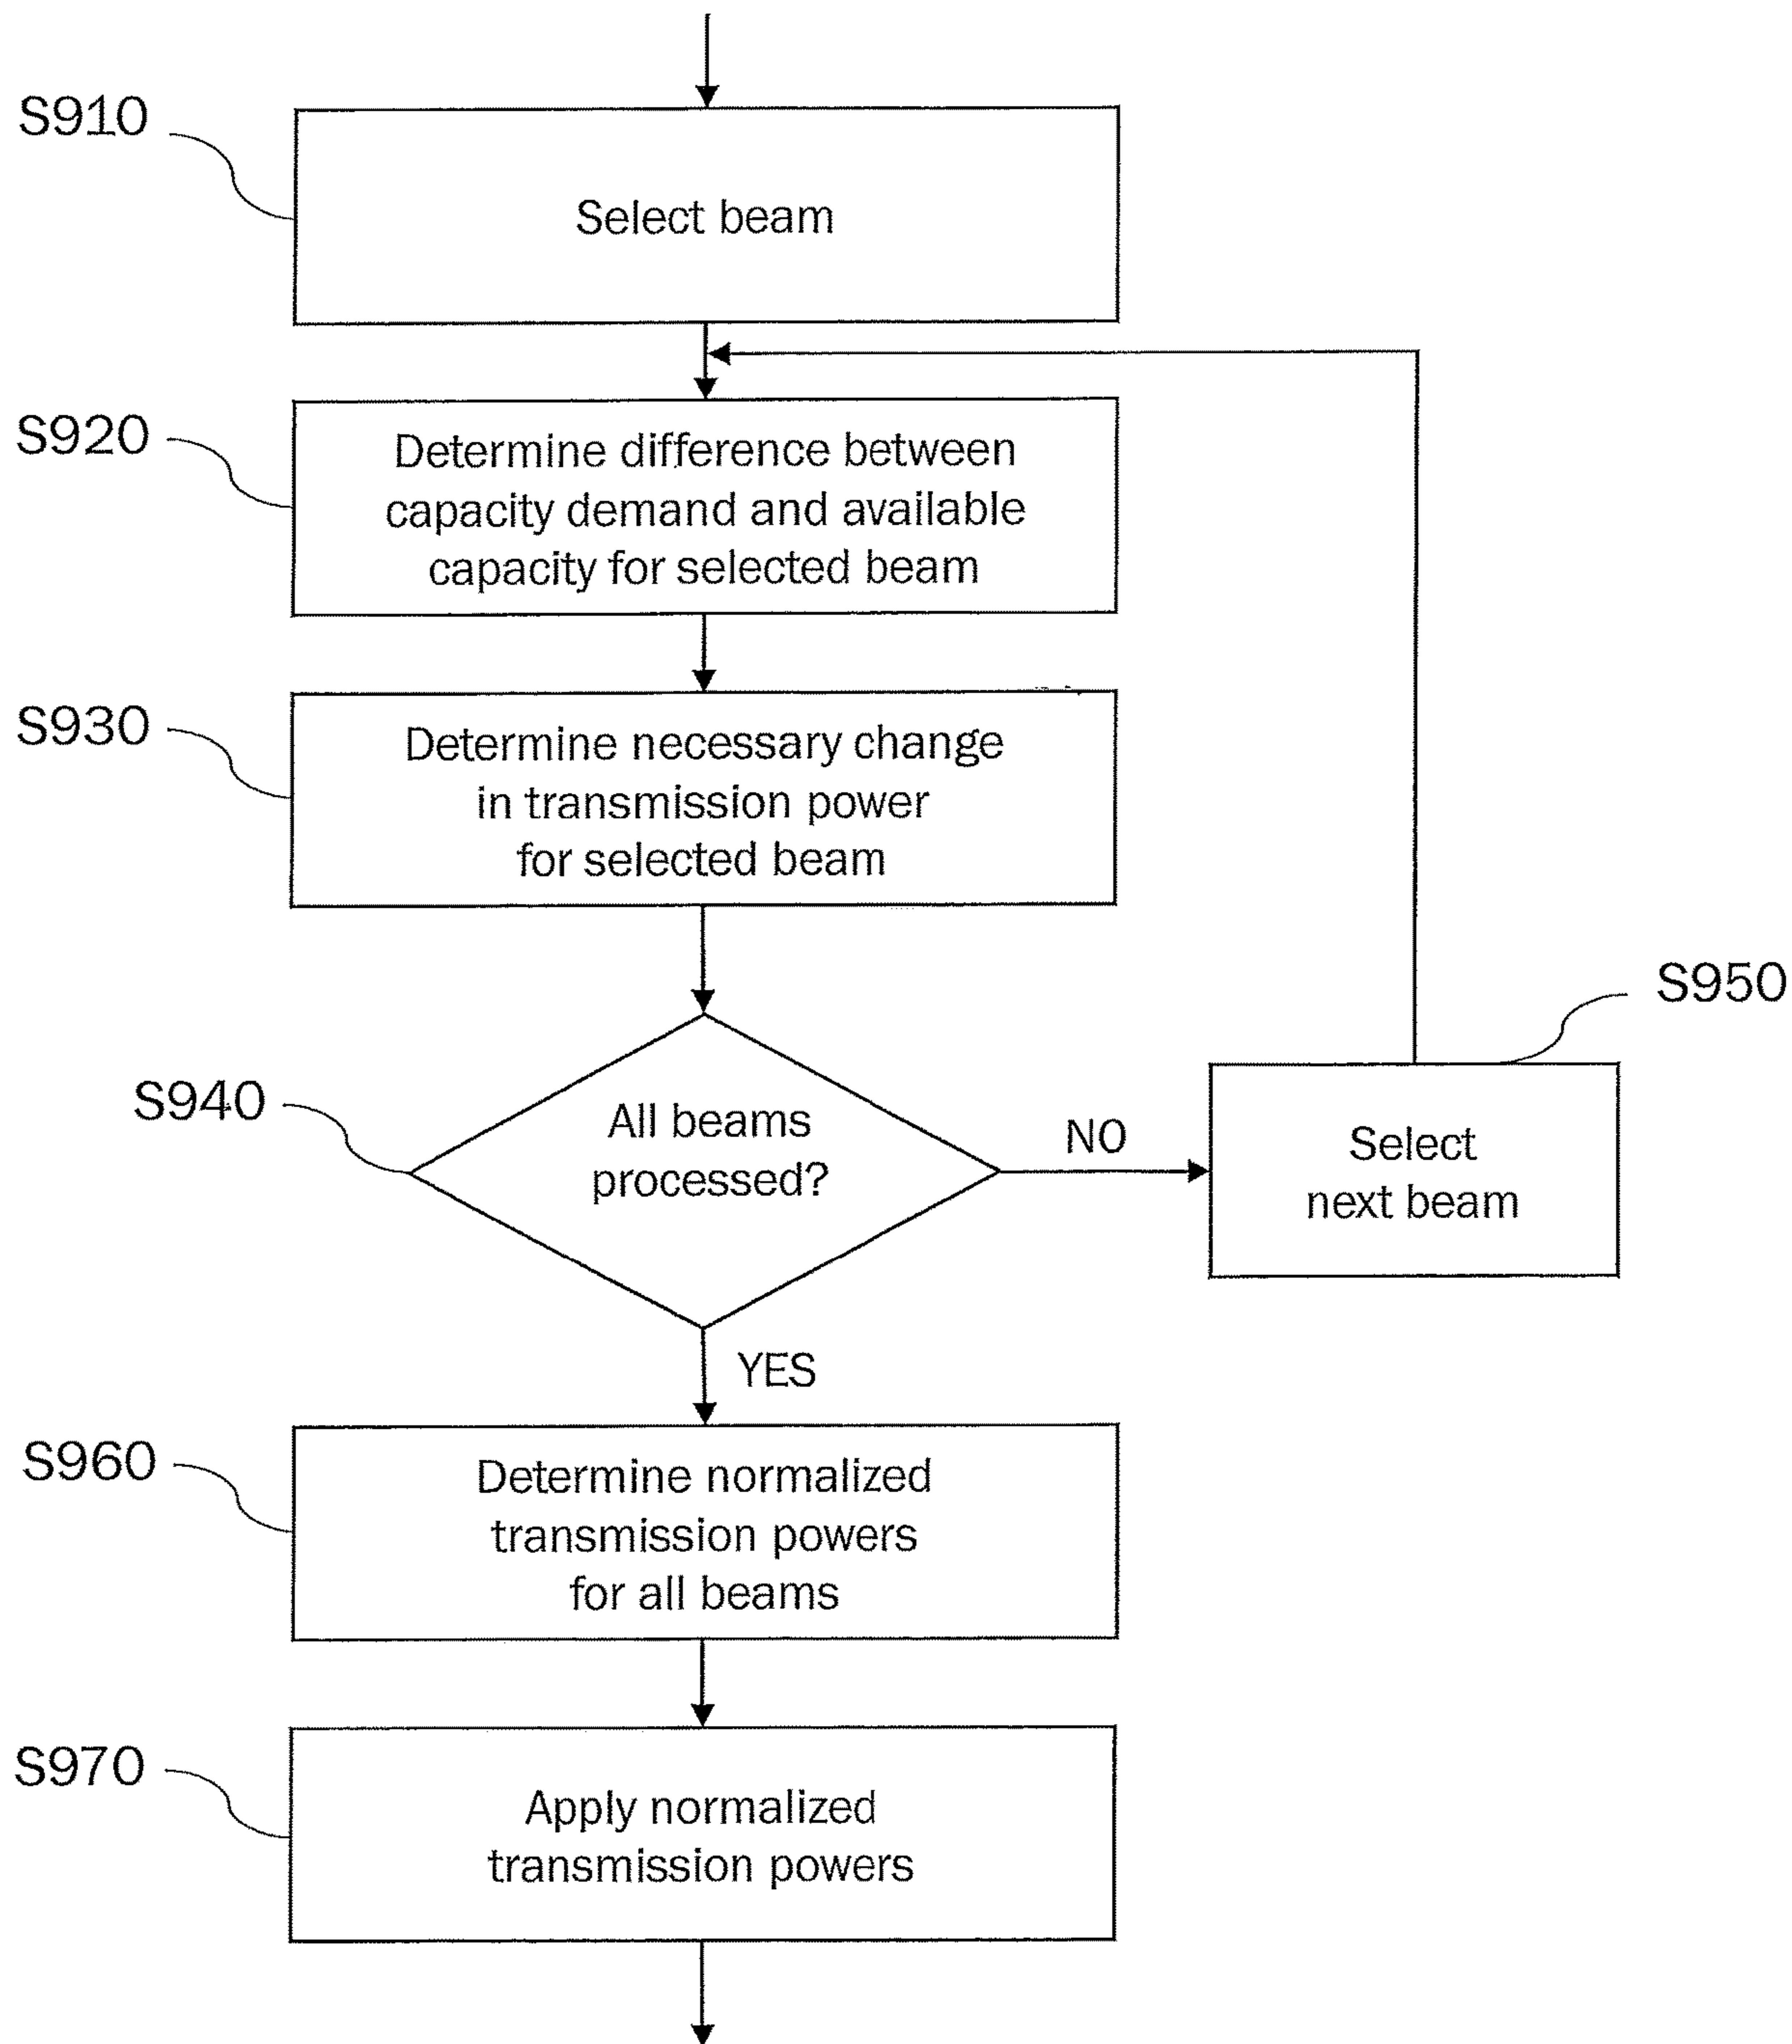 S910
Select beam
S920
Determine difference between
capacity demand and available
capacity for selected beam
S930
Determine necessary change
in transmission power
for selected beam
S940
All beams
processed?
NO
S950
Select
next beam
YES
S960
Determine normalized
transmission powers
for all beams
S970
Apply normalized
transmission powers